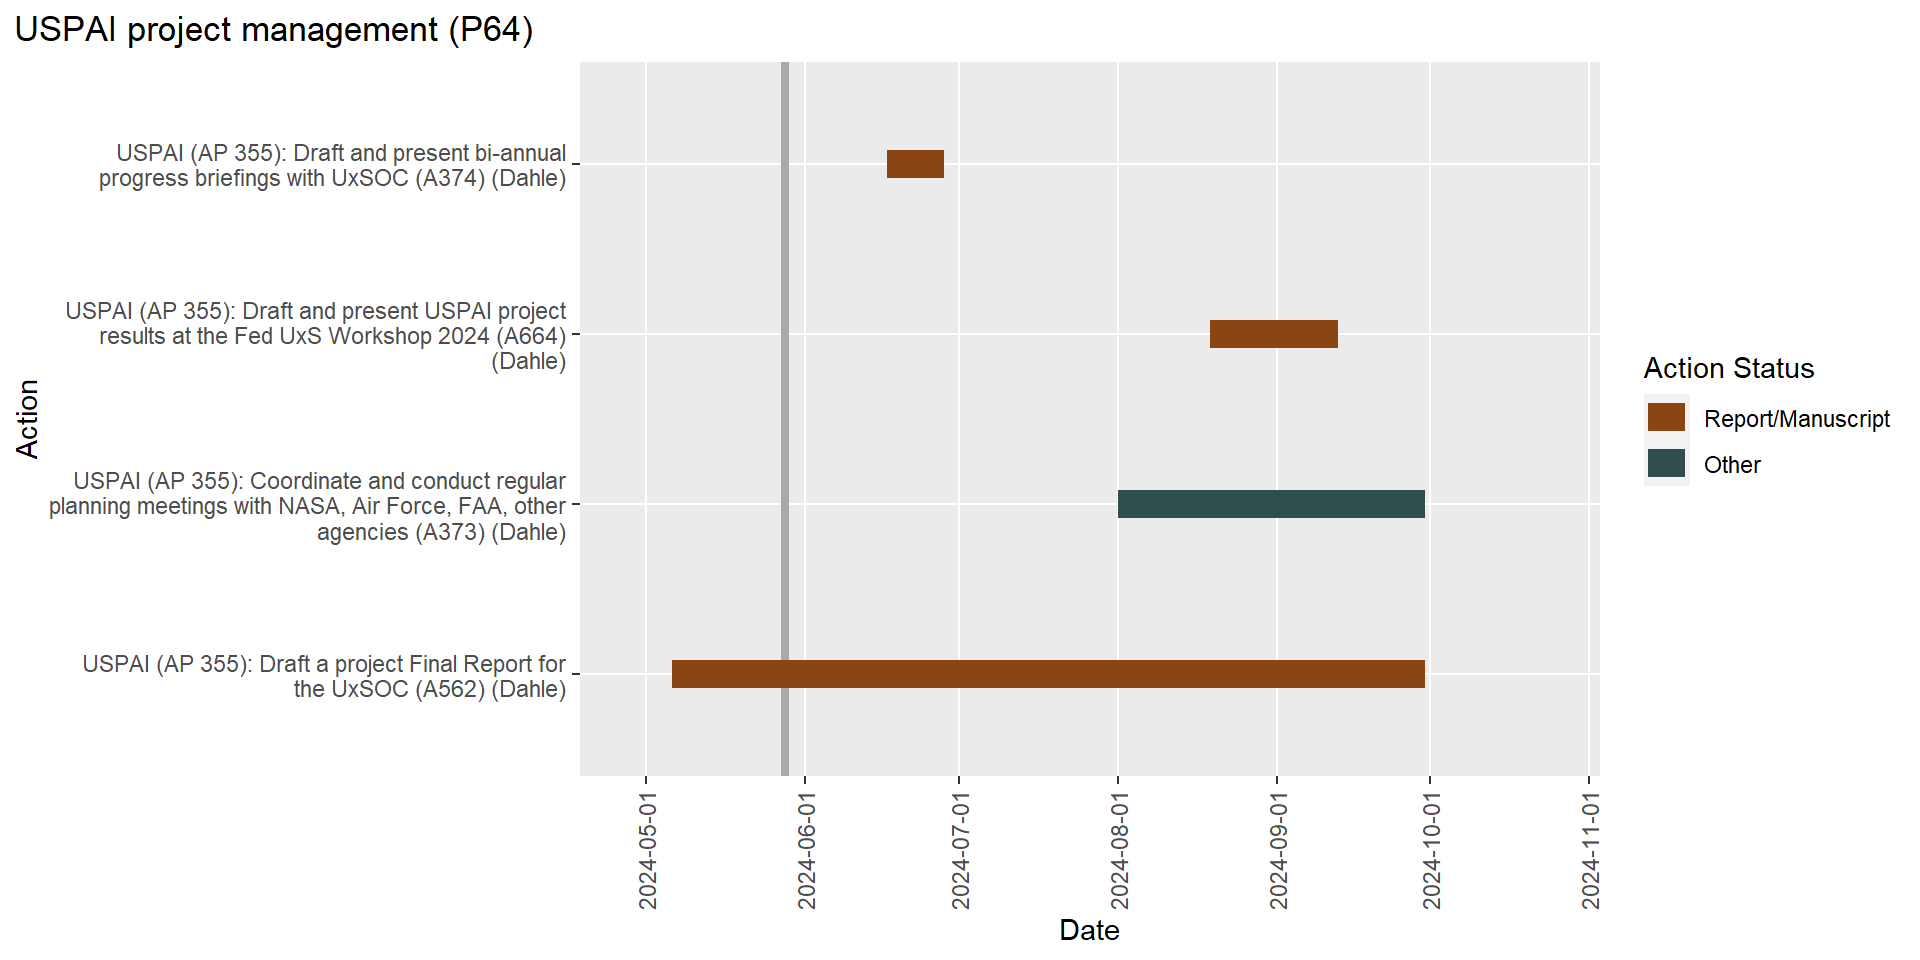 USPAI project management (P64)
USPAI (AP 355): Draft and present bi-annual
progress briefings with UxSOC (A374) (Dahle)
USPAI (AP 355): Draft and present USPAI project
results at the Fed UxS Workshop 2024 (A664)
(Dahle)
USPAI (AP 355): Coordinate and conduct regular
planning meetings with NASA, Air Force, FAA, other
agencies (A373) (Dahle)
USPAI (AP 355): Draft a project Final Report for
the UxSOC (A562) (Dahle)
Action
2024-05-01
2024-06-01
2024-07-01
2024-08-01
2024-09-01
2024-10-01
2024-11-01
Date
Action Status
Report/Manuscript
Other